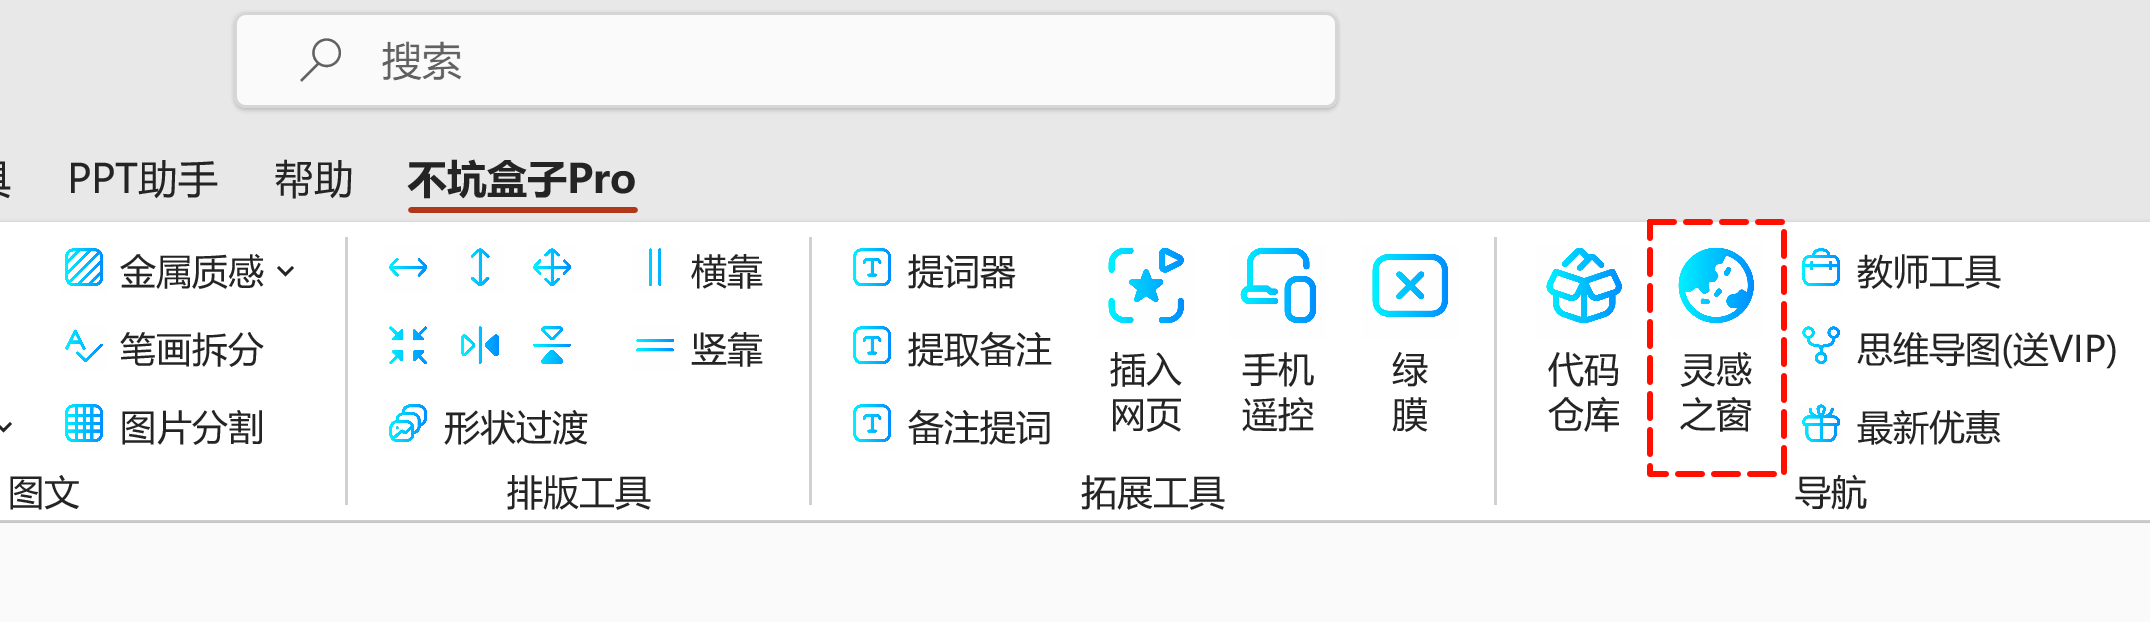 搜索
PPT助手 帮助 不坑盒子Pro
金属质感
笔画拆分
图片分割
图文
横靠
竖靠
形状过渡
排版工具
提词器
提取备注
备注提词
插入
网页
手机
遥控
绿
膜
拓展工具
代码
仓库
灵感
之窗
教师工具
思维导图(送VIP)
最新优惠
导航